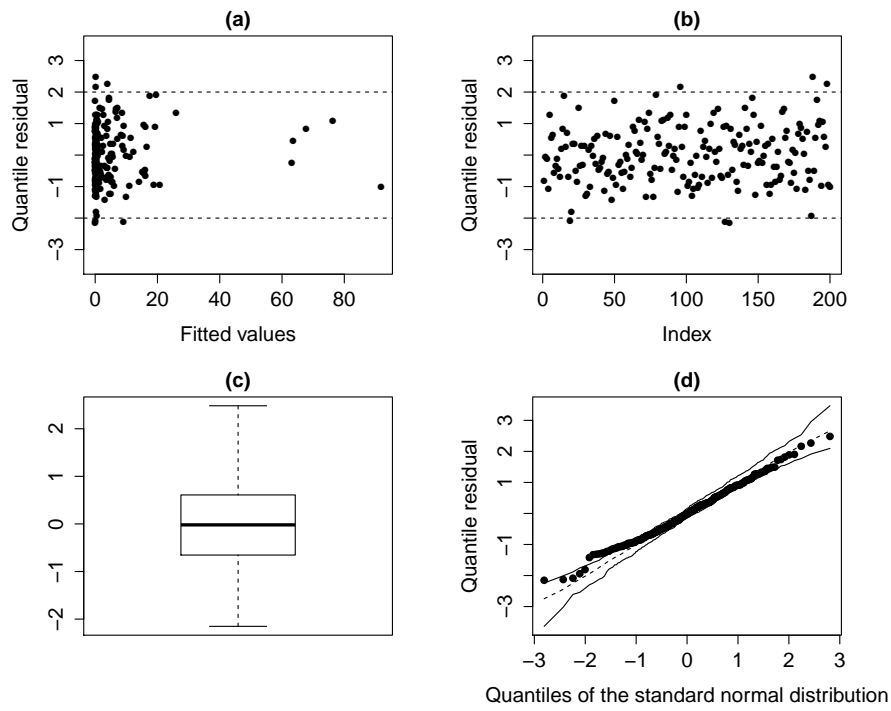 (a)
Quantile residual
3
2
1
−1
−3
0 20 40 60 80
Fitted values
(b)
Quantile residual
3
2
1
−1
−3
0 50 100 150 200
Index
(c)
2
1
0
−1
−2
(d)
Quantile residual
3
2
1
−1
−3
−3 −2 −1 0 1 2 3
Quantiles of the standard normal distribution